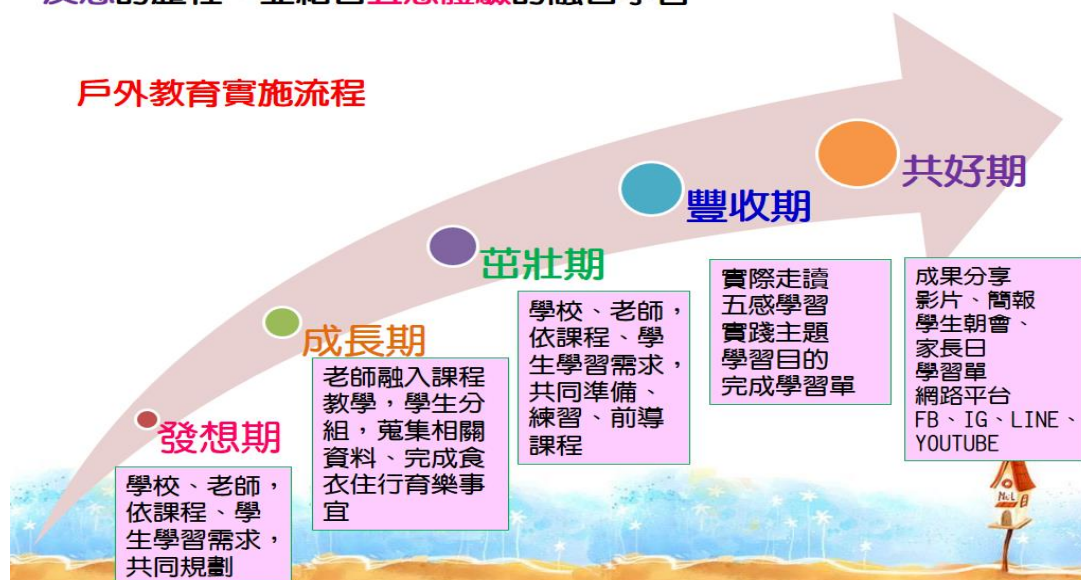 戶外教育實施流程
發想期
學校、老師，
依課程、學
生學習需求，
共同規劃
成長期
老師融入課程
教學，學生分
組，蒐集相關
資料、完成食
衣住行育樂事
宜
茁壯期
學校、老師，
依課程、學
生學習需求，
共同準備、
練習、前導
課程
豐收期
實際走讀
五感學習
實踐主題
學習目的
完成學習單
共好期
成果分享
影片、簡報
學生朝會、
家長日
學習單
網路平台
FB、IG、LINE、
YOUTUBE